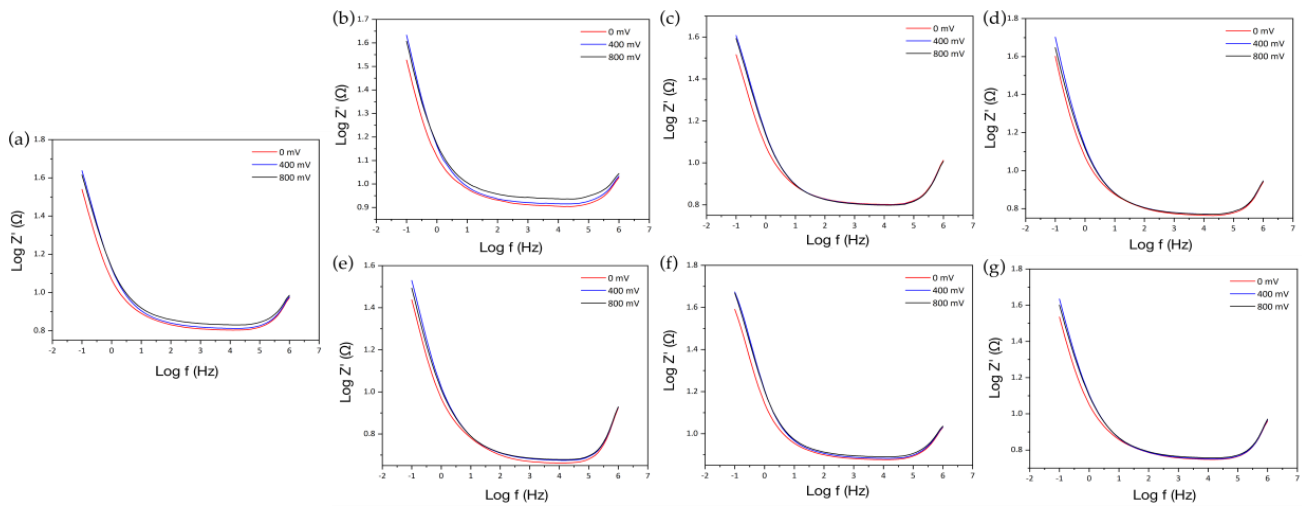 (a)
0 mV
400 mV
800 mV
Log Z' (Ω)
1.8
1.6
1.4
1.2
1.0
0.8
-2 -1 0 1 2 3 4 5 6 7
Log f (Hz)
(b)
0 mV
400 mV
800 mV
Log Z' (Ω)
1.7
1.6
1.5
1.4
1.3
1.2
1.1
1.0
0.9
-2 -1 0 1 2 3 4 5 6 7
Log f (Hz)
(c)
0 mV
400 mV
800 mV
Log Z' (Ω)
1.6
1.4
1.2
1.0
0.8
-2 -1 0 1 2 3 4 5 6 7
Log f (Hz)
(d)
0 mV
400 mV
800 mV
Log Z' (Ω)
1.8
1.6
1.4
1.2
1.0
0.8
-2 -1 0 1 2 3 4 5 6 7
Log f (Hz)
(e)
0 mV
400 mV
800 mV
Log Z' (Ω)
1.6
1.4
1.2
1.0
0.8
-2 -1 0 1 2 3 4 5 6 7
Log f (Hz)
(f)
0 mV
400 mV
800 mV
Log Z' (Ω)
1.8
1.6
1.4
1.2
1.0
-2 -1 0 1 2 3 4 5 6 7
Log f (Hz)
(g)
0 mV
400 mV
800 mV
Log Z' (Ω)
1.8
1.6
1.4
1.2
1.0
0.8
-2 -1 0 1 2 3 4 5 6 7
Log f (Hz)